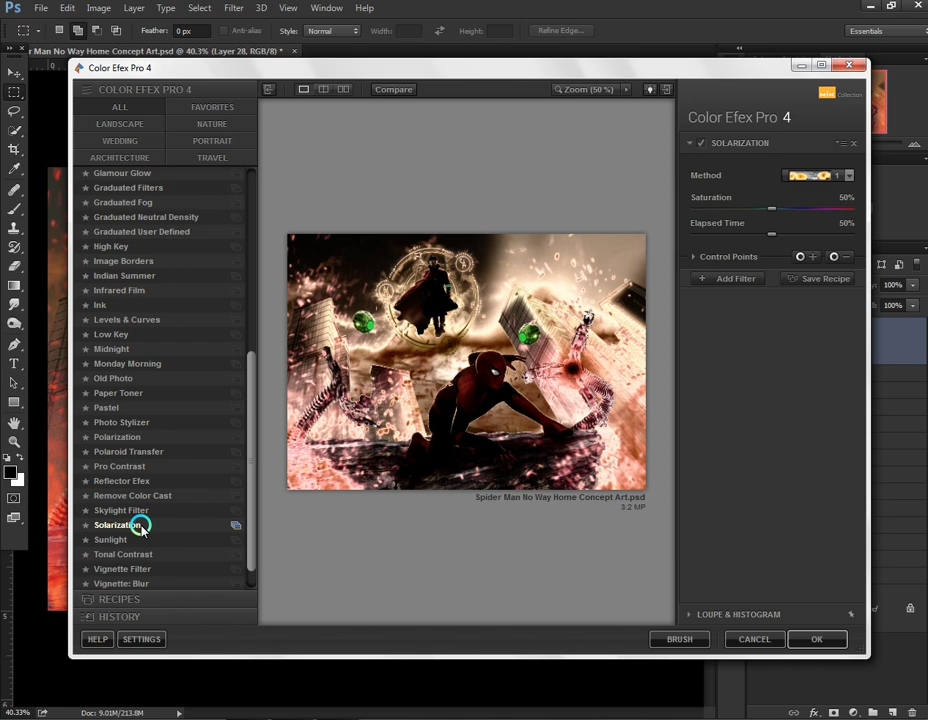 Ps File Edit Image Layer Type Select Filter 3D View Window Help
Feather: 0 px Anti-alias Style: Normal Width: Height: Refine Edge... Essentials
r Man No Way Home Concept Art.psd @ 40.3% (Layer 28, RGB/8) *
Color Efex Pro 4
COLOR EFEX PRO 4
Compare
Zoom (50 %)
ALL FAVORITES
LANDSCAPE NATURE
WEDDING PORTRAIT
ARCHITECTURE TRAVEL
Glamour Glow
Graduated Filters
Graduated Fog
Graduated Neutral Density
Graduated User Defined
High Key
Image Borders
Indian Summer
Infrared Film
Ink
Levels & Curves
Low Key
Midnight
Monday Morning
Old Photo
Paper Toner
Pastel
Photo Stylizer
Polarization
Polaroid Transfer
Pro Contrast
Reflector Efex
Remove Color Cast
Skylight Filter
Solarization
Sunlight
Tonal Contrast
Vignette Filter
Vignette: Blur
RECIPES
HISTORY
HELP SETTINGS
Spider Man No Way Home Concept Art.psd
3.2 MP
Collection
Color Efex Pro 4
SOLARIZATION
Method 1
Saturation 50%
Elapsed Time 50%
Control Points
Add Filter Save Recipe
LOUPE & HISTOGRAM
BRUSH CANCEL OK
100%
100%
40.33% Doc: 9.01M/213.8M